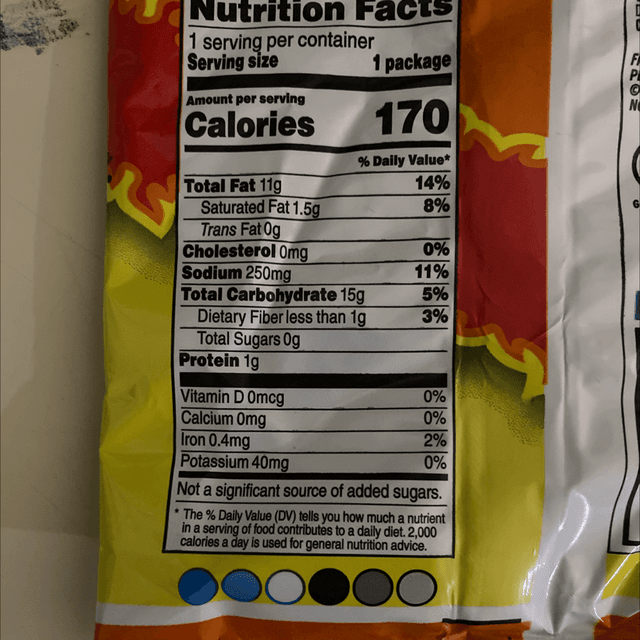 Nutrition Facts
1 serving per container
Serving size 1 package
Amount per serving
Calories 170
% Daily Value*
Total Fat 11g 14%
Saturated Fat 1.5g 8%
Trans Fat 0g
Cholesterol 0mg 0%
Sodium 250mg 11%
Total Carbohydrate 15g 5%
Dietary Fiber less than 1g 3%
Total Sugars 0g
Protein 1g
Vitamin D 0mcg 0%
Calcium 0mg 0%
Iron 0.4mg 2%
Potassium 40mg 0%
Not a significant source of added sugars.
* The % Daily Value (DV) tells you how much a nutrient
in a serving of food contributes to a daily diet. 2,000
calories a day is used for general nutrition advice.